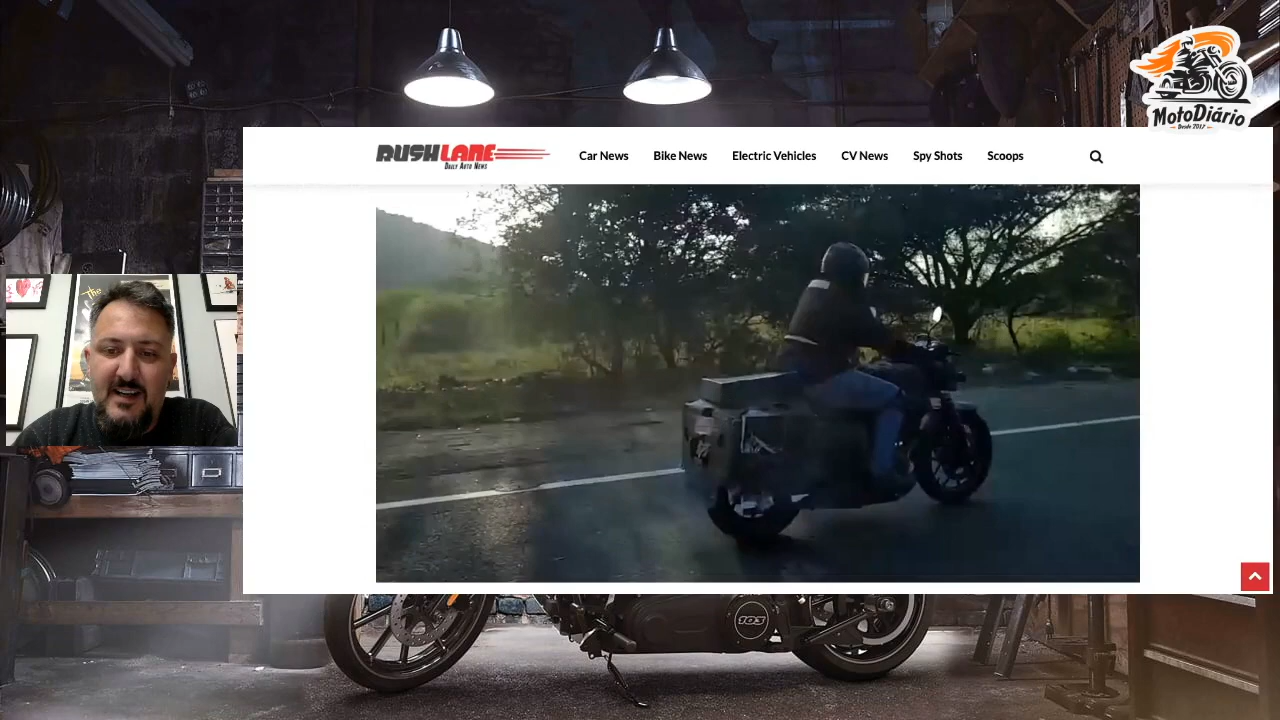 MotoDiário
Desde 2017
RUSHLANE
Daily Auto News
Car News
Bike News
Electric Vehicles
CV News
Spy Shots
Scoops
The
103